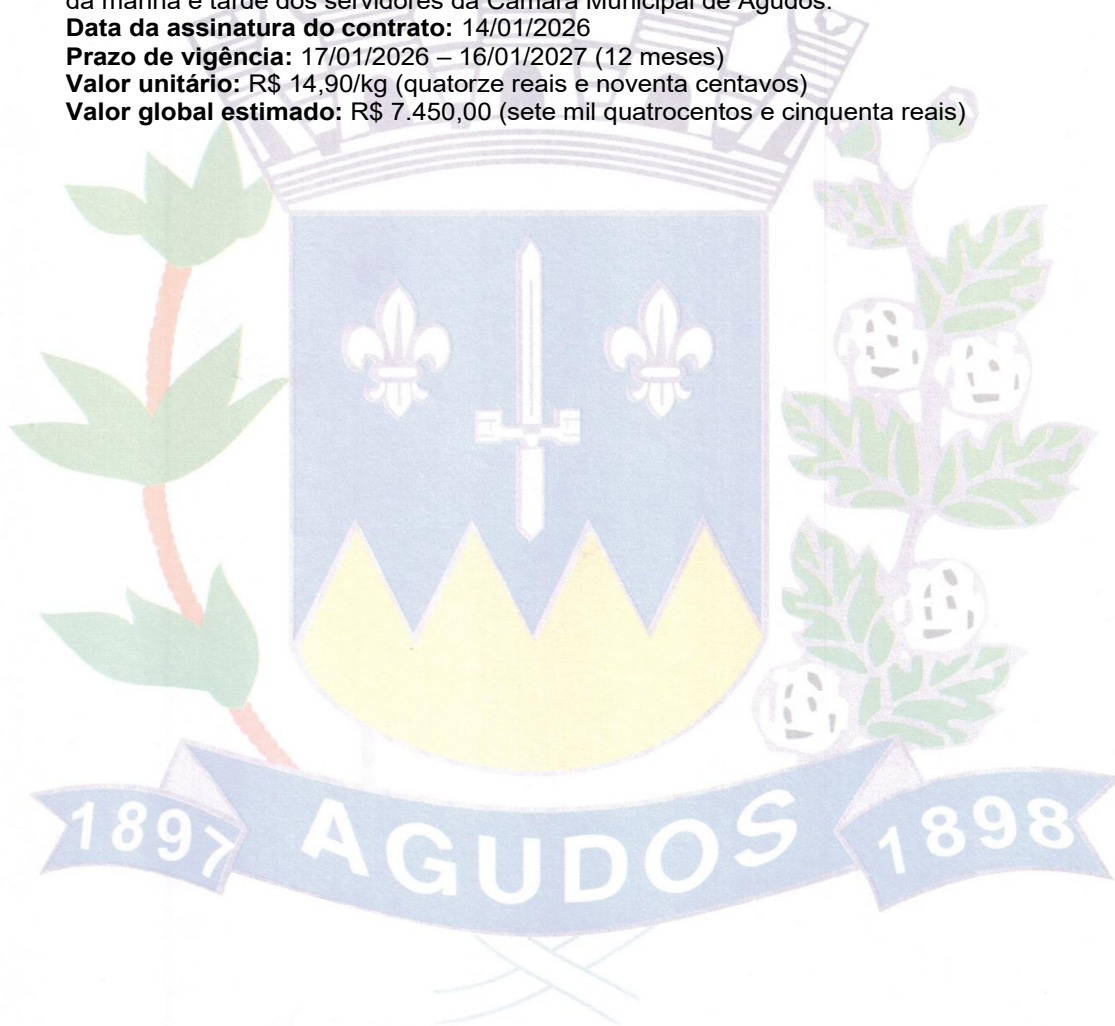 da manhã e tarde dos servidores da Câmara Municipal de Agudos.
Data da assinatura do contrato: 14/01/2026
Prazo de vigência: 17/01/2026 – 16/01/2027 (12 meses)
Valor unitário: R$ 14,90/kg (quatorze reais e noventa centavos)
Valor global estimado: R$ 7.450,00 (sete mil quatrocentos e cinquenta reais)
1897 AGUDOS 1898